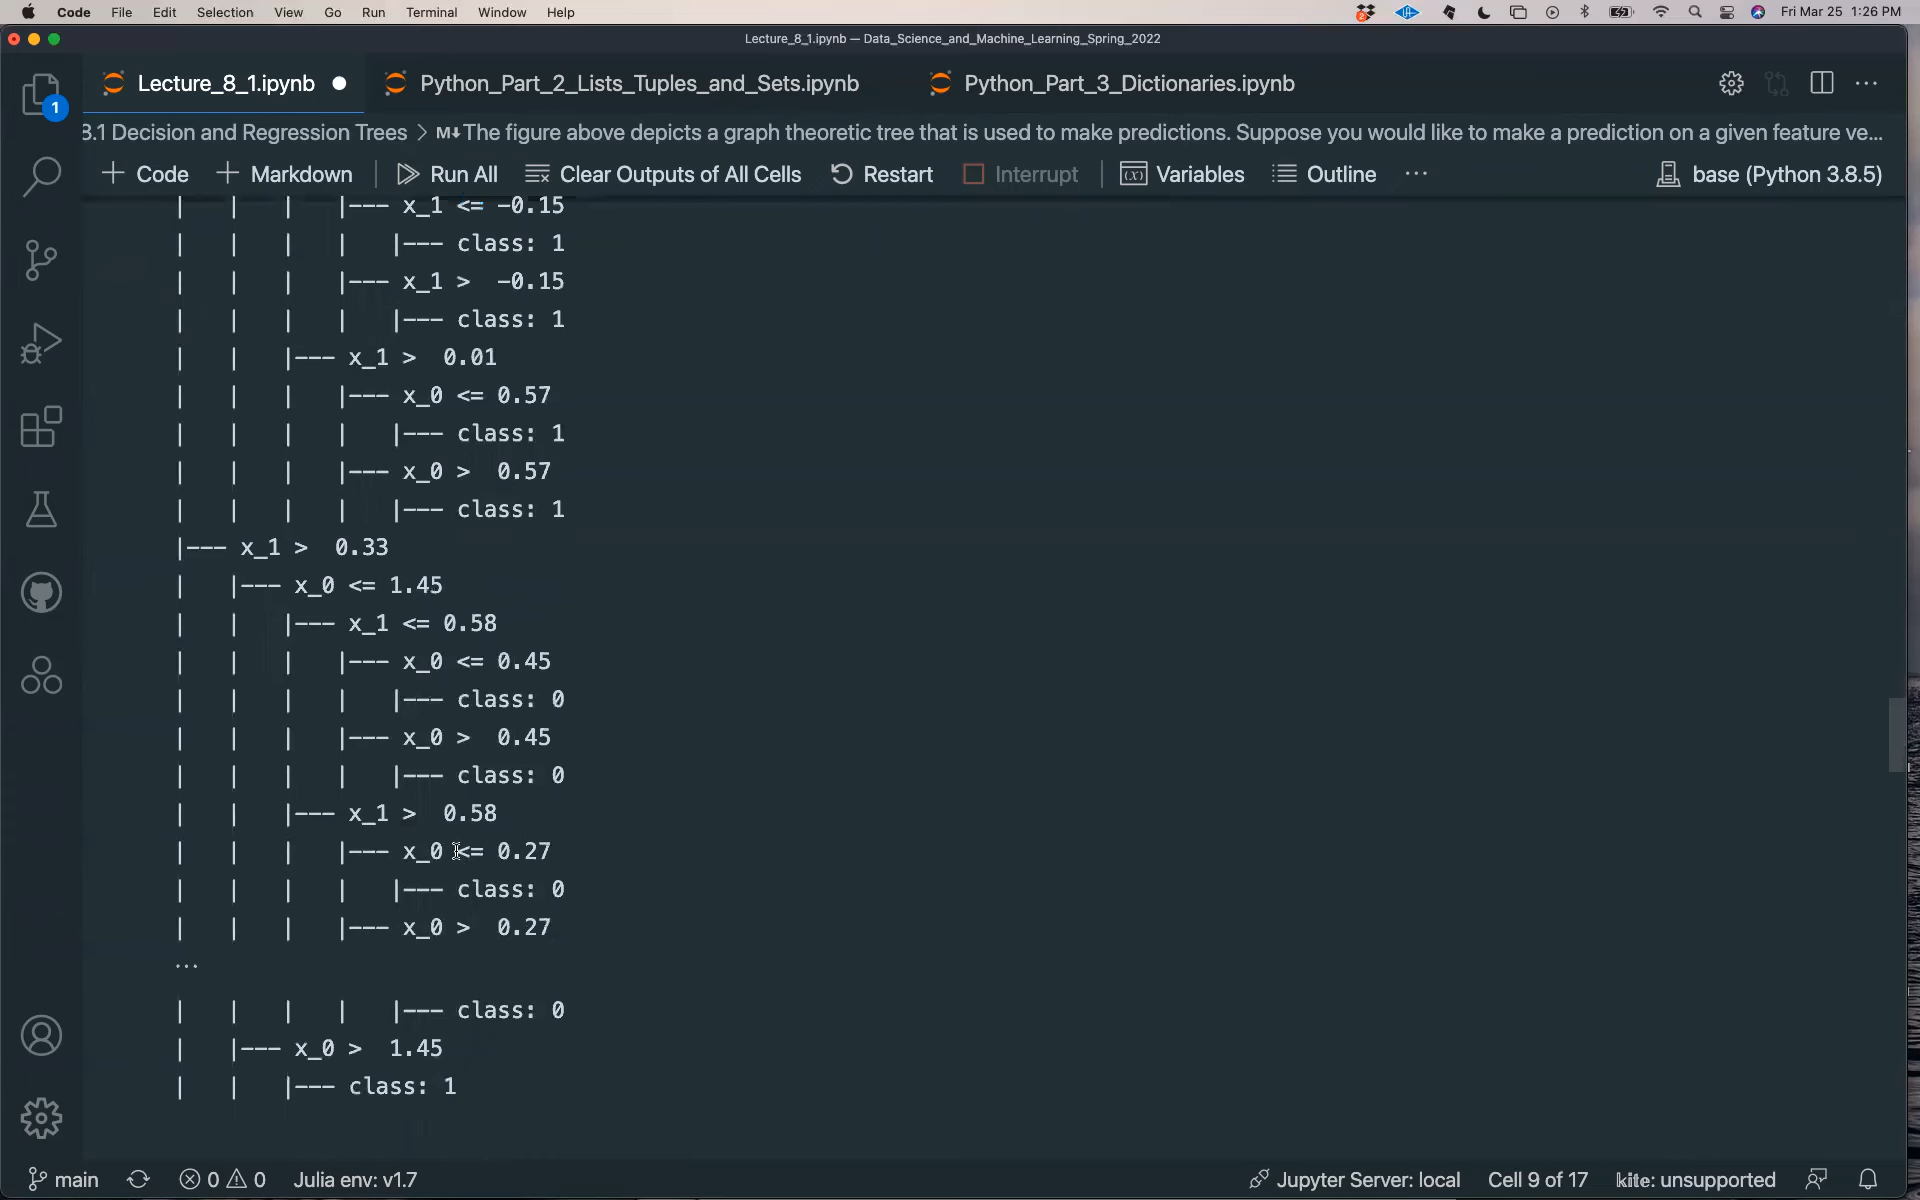 Code File Edit Selection View Go Run Terminal Window Help Fri Mar 25 1:26 PM
Lecture_8_1.ipynb — Data_Science_and_Machine_Learning_Spring_2022
Lecture_8_1.ipynb Python_Part_2_Lists_Tuples_and_Sets.ipynb Python_Part_3_Dictionaries.ipynb
8.1 Decision and Regression Trees > M↓ The figure above depicts a graph theoretic tree that is used to make predictions. Suppose you would like to make a prediction on a given feature ve...
+ Code + Markdown Run All Clear Outputs of All Cells Restart Interrupt Variables Outline ··· base (Python 3.8.5)
1
|   |   |   |--- x_1 <= -0.15
|   |   |   |   |--- class: 1
|   |   |   |--- x_1 >  -0.15
|   |   |   |   |--- class: 1
|   |   |--- x_1 >  0.01
|   |   |   |--- x_0 <= 0.57
|   |   |   |   |--- class: 1
|   |   |   |--- x_0 >  0.57
|   |   |   |   |--- class: 1
|--- x_1 >  0.33
|   |--- x_0 <= 1.45
|   |   |--- x_1 <= 0.58
|   |   |   |--- x_0 <= 0.45
|   |   |   |   |--- class: 0
|   |   |   |--- x_0 >  0.45
|   |   |   |   |--- class: 0
|   |   |--- x_1 >  0.58
|   |   |   |--- x_0 <= 0.27
|   |   |   |   |--- class: 0
|   |   |   |--- x_0 >  0.27
...
|   |   |   |   |--- class: 0
|   |--- x_0 >  1.45
|   |   |--- class: 1
main 0 0 Julia env: v1.7 Jupyter Server: local Cell 9 of 17 kite: unsupported